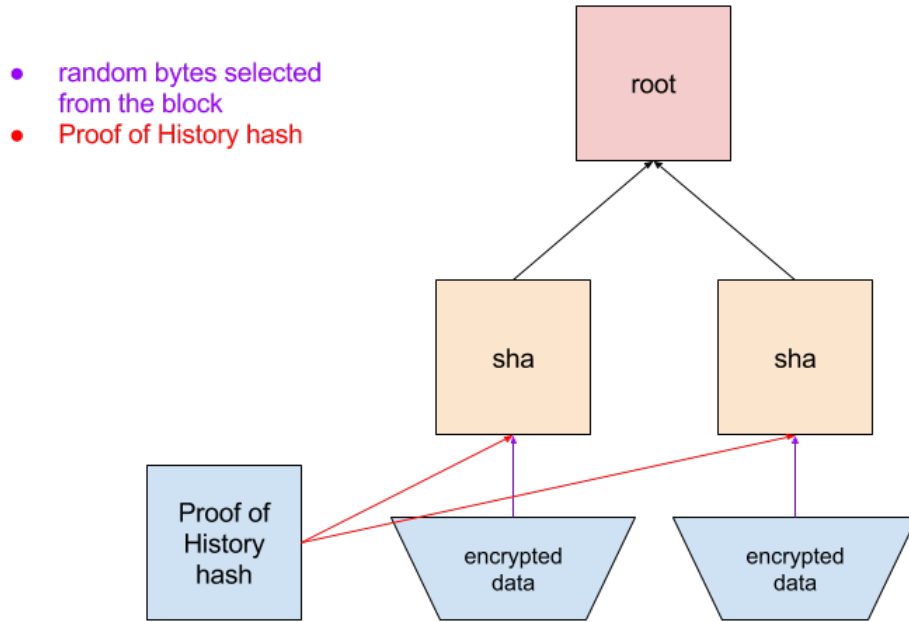 random bytes selected
from the block
Proof of History hash
root
sha
sha
Proof of
History
hash
encrypted
data
encrypted
data